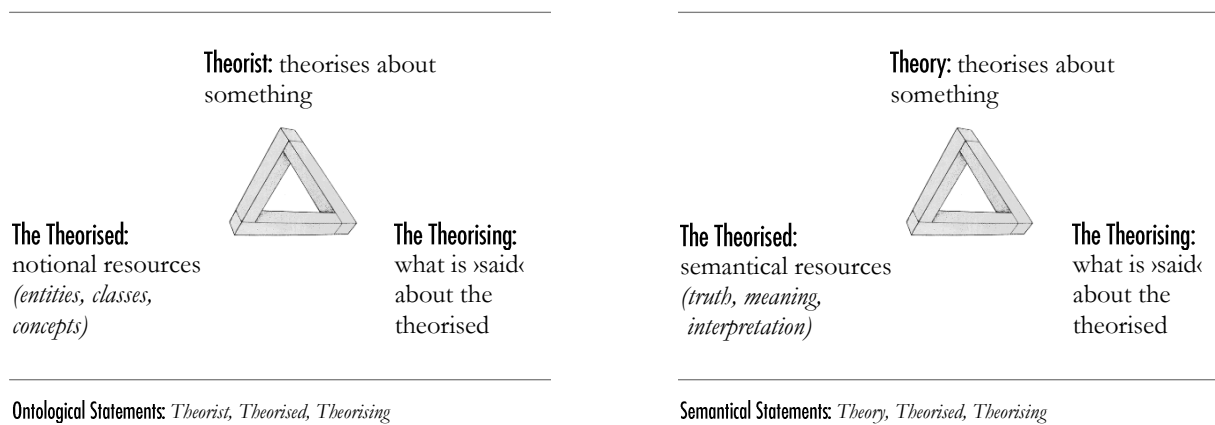 Theorist: theorises about
something
The Theorised:
notional resources
(entities, classes,
concepts)
The Theorising:
what is ›said‹
about the
theorised
Ontological Statements: Theorist, Theorised, Theorising
Theory: theorises about
something
The Theorised:
semantical resources
(truth, meaning,
interpretation)
The Theorising:
what is ›said‹
about the
theorised
Semantical Statements: Theory, Theorised, Theorising